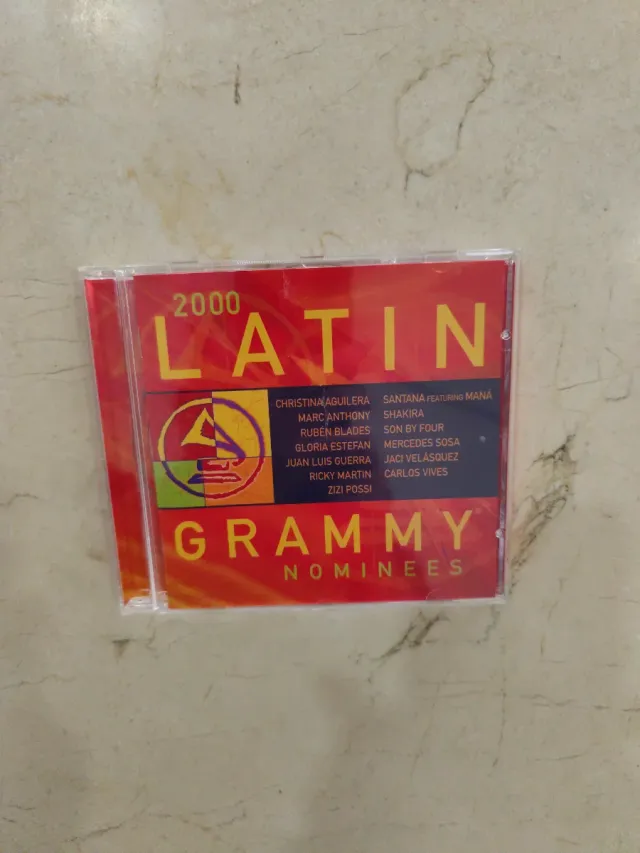 2000
LATIN
CHRISTINA AGUILERA
MARC ANTHONY
RUBÉN BLADES
GLORIA ESTEFAN
JUAN LUIS GUERRA
RICKY MARTIN
ZIZI POSSI
SANTANA FEATURING MANÁ
SHAKIRA
SON BY FOUR
MERCEDES SOSA
JACI VELÁSQUEZ
CARLOS VIVES
GRAMMY
NOMINEES